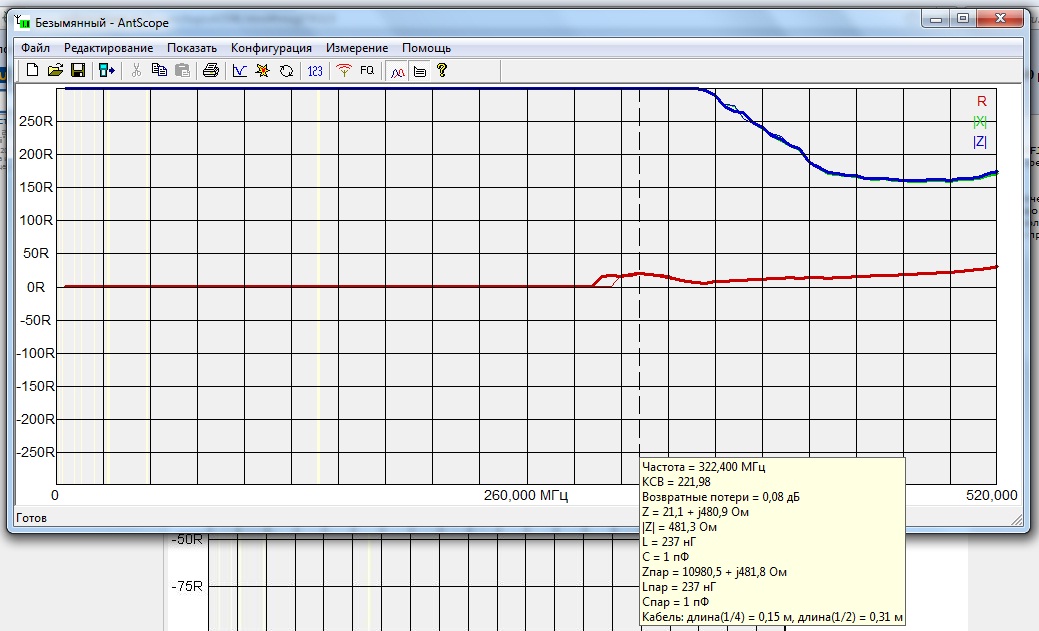 Безымянный - AntScope
Файл Редактирование Показать Конфигурация Измерение Помощь
123 FQ ?
R
|X|
|Z|
250R
200R
150R
100R
50R
0R
-50R
-100R
-150R
-200R
-250R
0 260,000 МГц 520,000
Готов
Частота = 322,400 МГц
КСВ = 221,98
Возвратные потери = 0,08 дБ
Z = 21,1 + j480,9 Ом
|Z| = 481,3 Ом
L = 237 нГ
C = 1 пФ
Zпар = 10980,5 + j481,8 Ом
Lпар = 237 нГ
Cпар = 1 пФ
Кабель: длина(1/4) = 0,15 м, длина(1/2) = 0,31 м
-50R
-75R